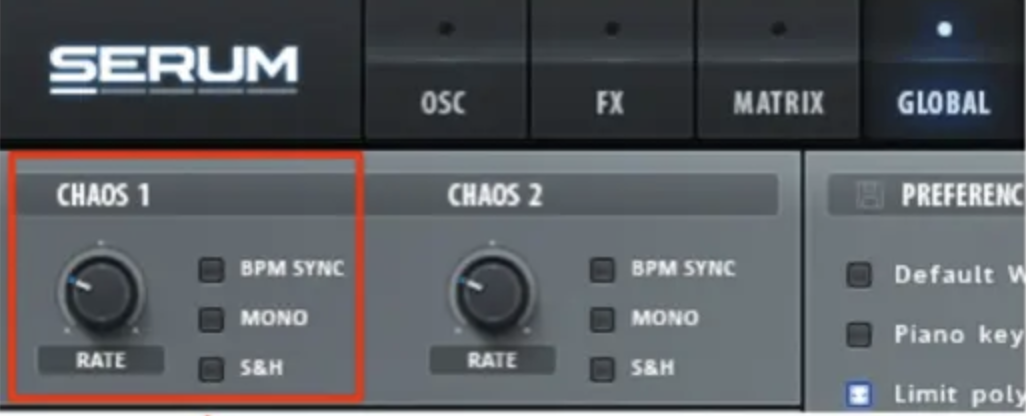 SERUM
OSC FX MATRIX GLOBAL
CHAOS 1
BPM SYNC
MONO
S&H
RATE
CHAOS 2
BPM SYNC
MONO
S&H
RATE
PREFERENC
Default W
Piano key
Limit poly